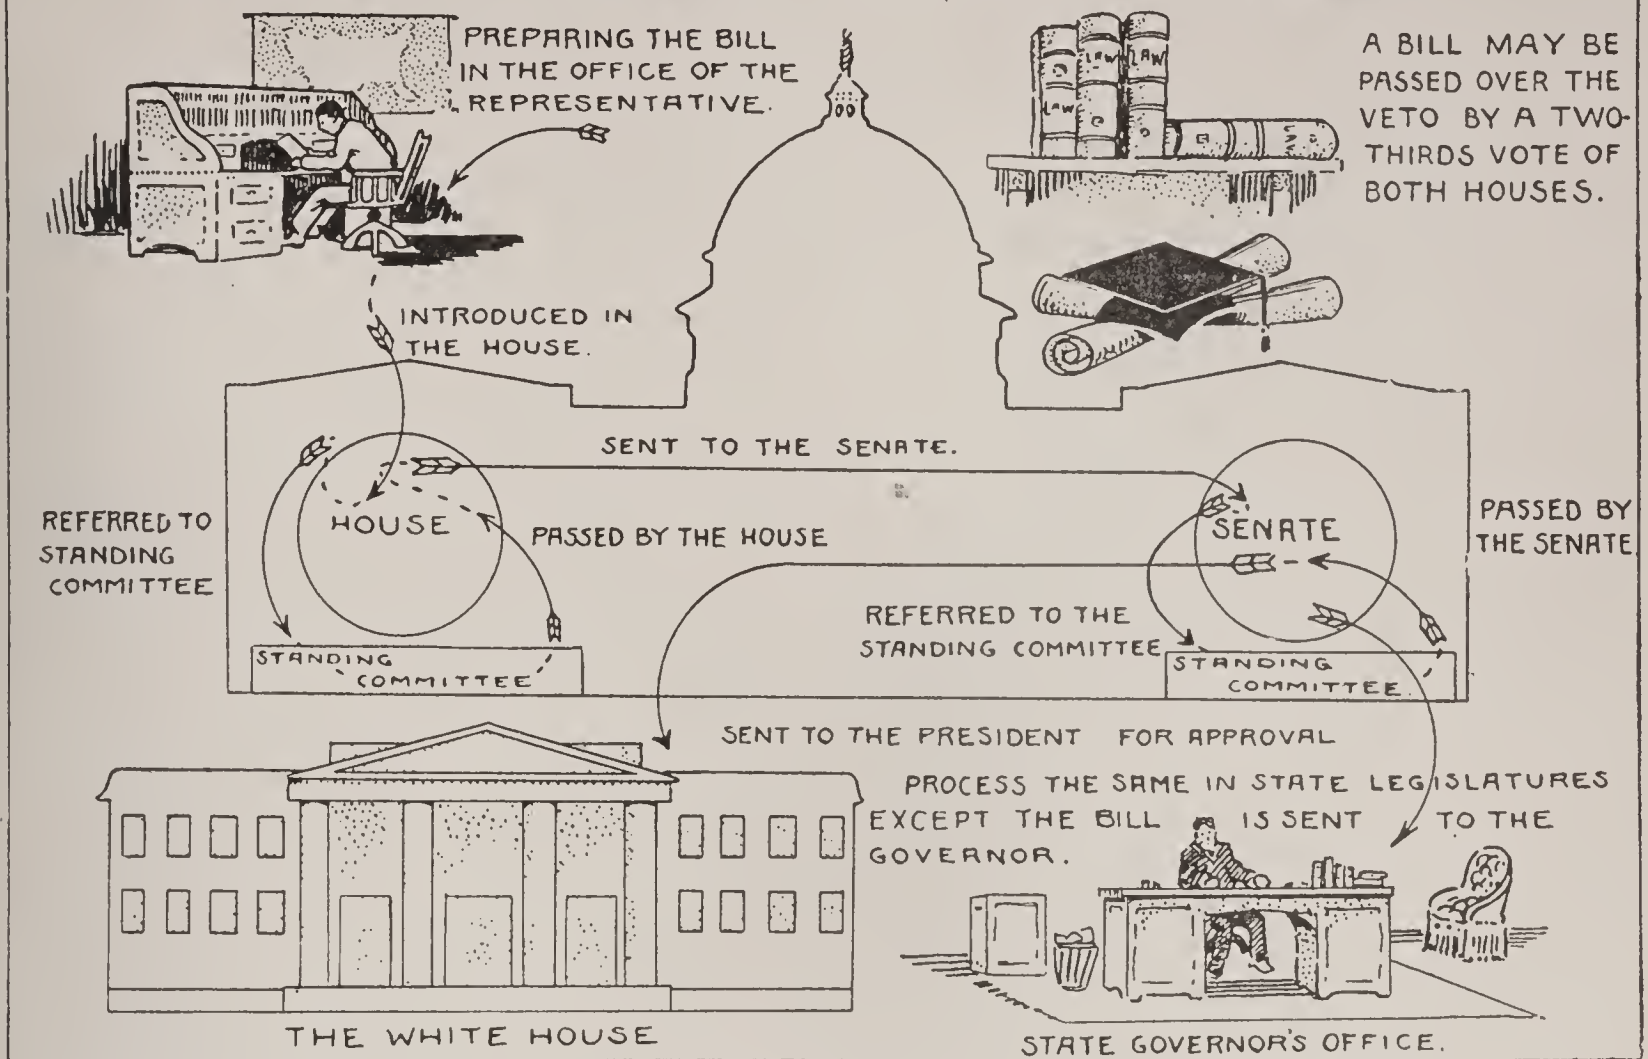 PREPARING THE BILL
IN THE OFFICE OF THE
REPRESENTATIVE.
LAW
LAW
LAW
A BILL MAY BE
PASSED OVER THE
VETO BY A TWO-
THIRDS VOTE OF
BOTH HOUSES.
INTRODUCED IN
THE HOUSE.
SENT TO THE SENATE.
REFERRED TO
STANDING
COMMITTEE
HOUSE
PASSED BY THE HOUSE
SENATE
PASSED BY
THE SENATE
REFERRED TO THE
STANDING COMMITTEE
STANDING
COMMITTEE
STANDING
COMMITTEE
SENT TO THE PRESIDENT FOR APPROVAL
PROCESS THE SAME IN STATE LEGISLATURES
EXCEPT THE BILL IS SENT TO THE
GOVERNOR.
THE WHITE HOUSE
STATE GOVERNOR'S OFFICE.